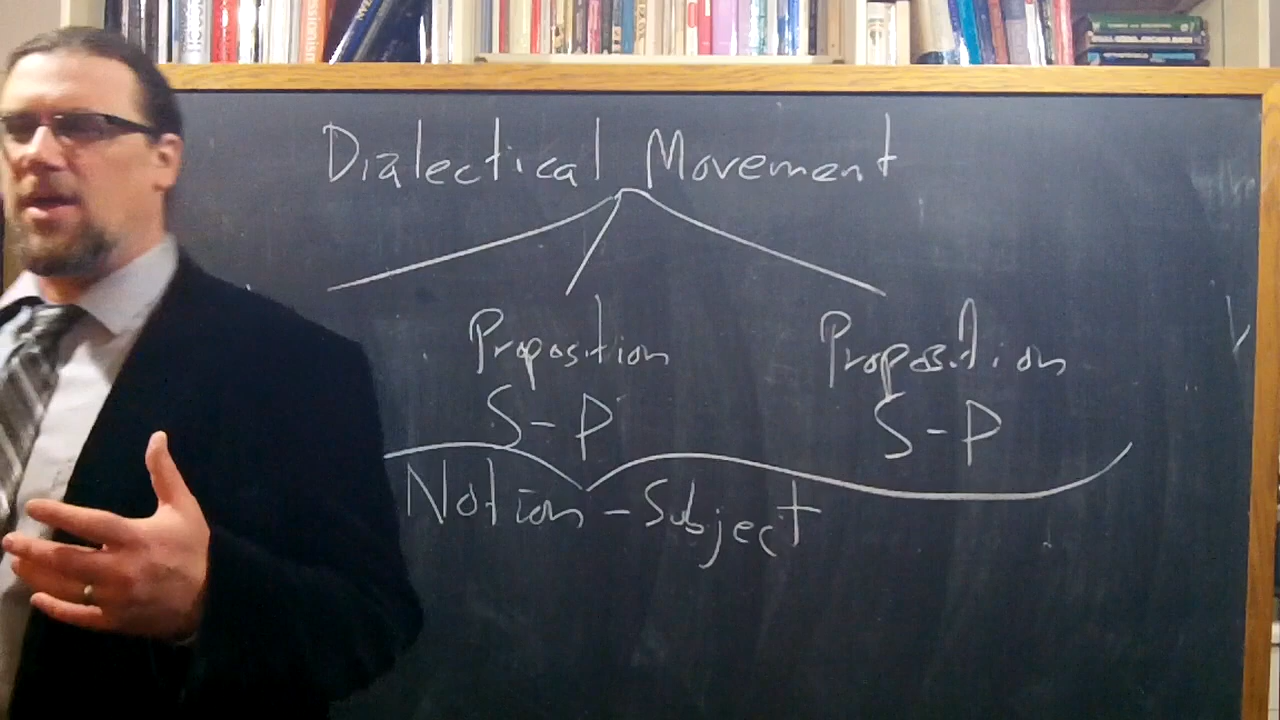 Dialectical Movement
Proposition Proposition
S-P S-P
Notion-Subject